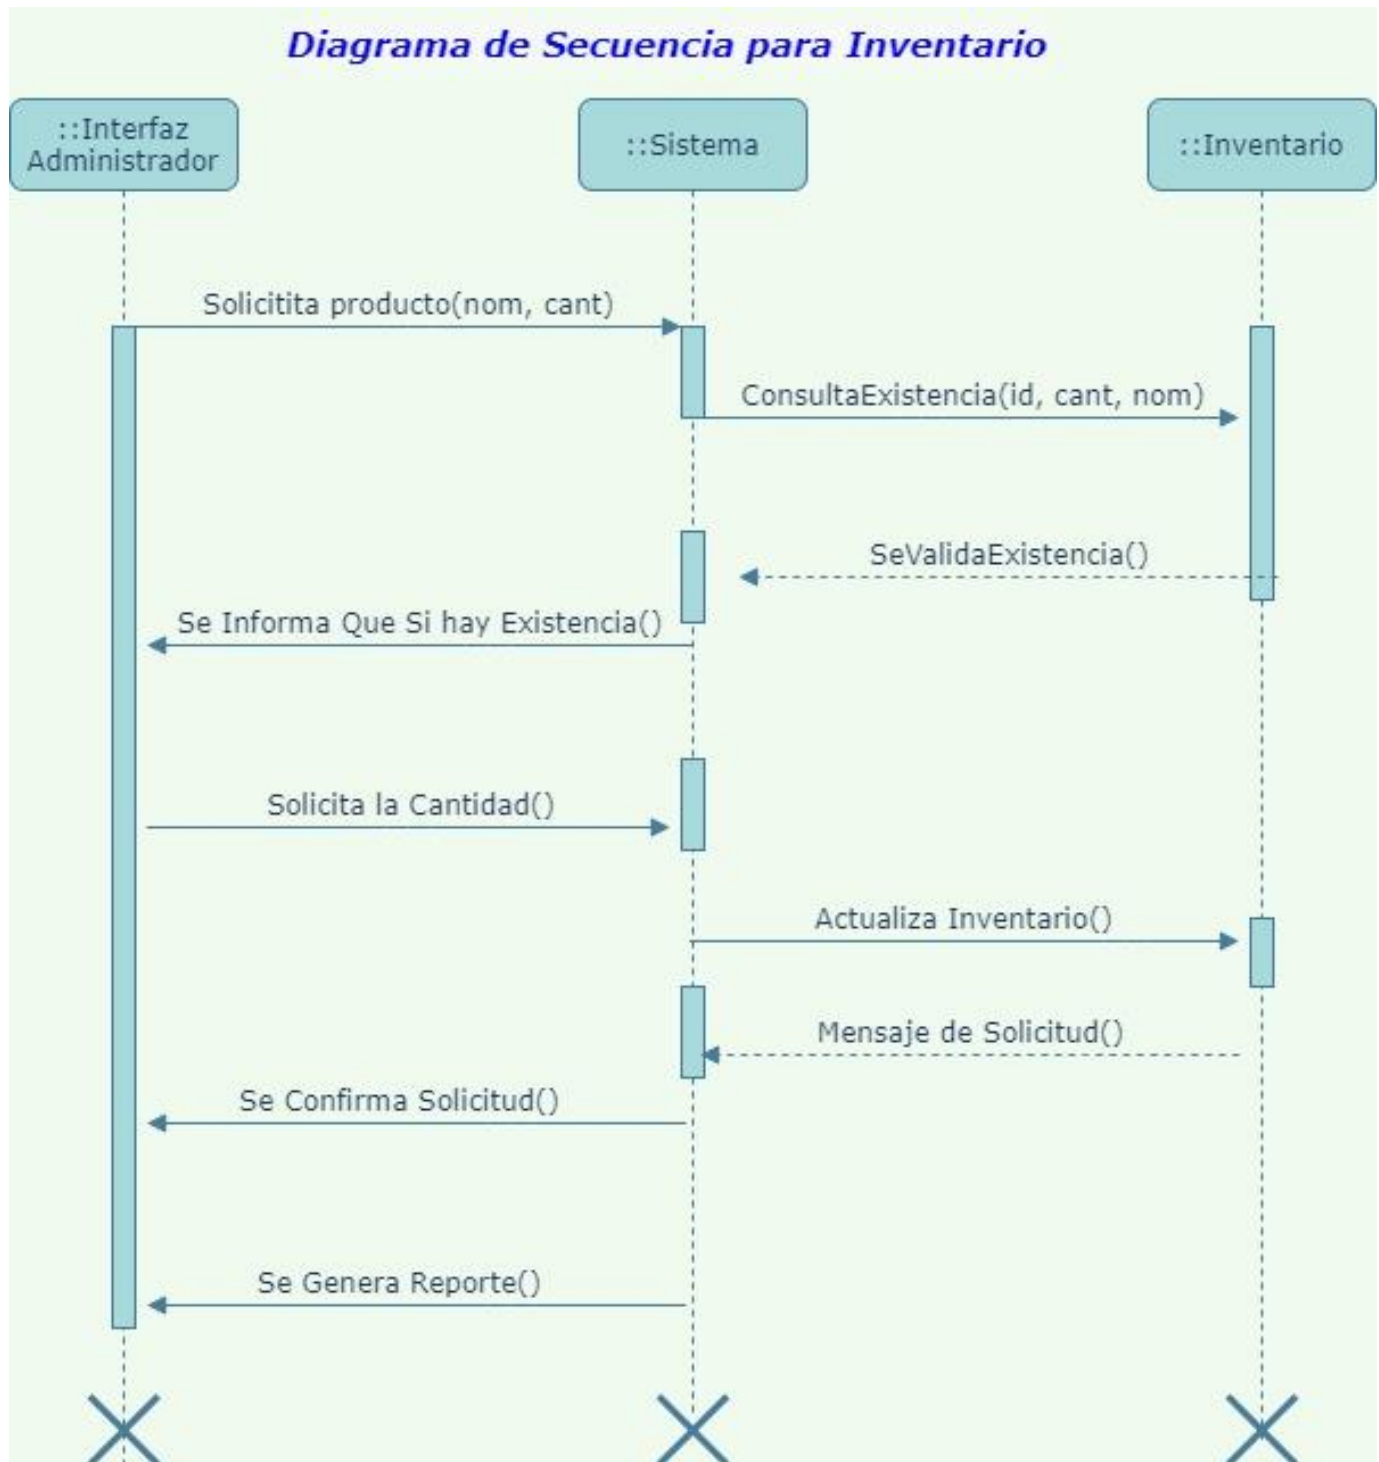 Diagrama de Secuencia para Inventario
::Interfaz
Administrador
::Sistema
::Inventario
Solicitita producto(nom, cant)
ConsultaExistencia(id, cant, nom)
SeValidaExistencia()
Se Informa Que Si hay Existencia()
Solicita la Cantidad()
Actualiza Inventario()
Mensaje de Solicitud()
Se Confirma Solicitud()
Se Genera Reporte()